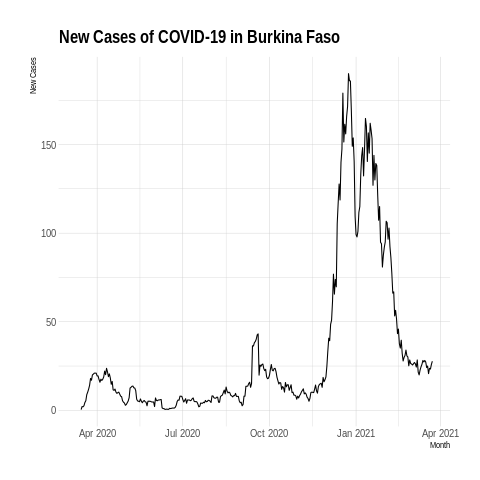 New Cases of COVID-19 in Burkina Faso
New Cases
150
100
50
0
Apr 2020 Jul 2020 Oct 2020 Jan 2021 Apr 2021
Month